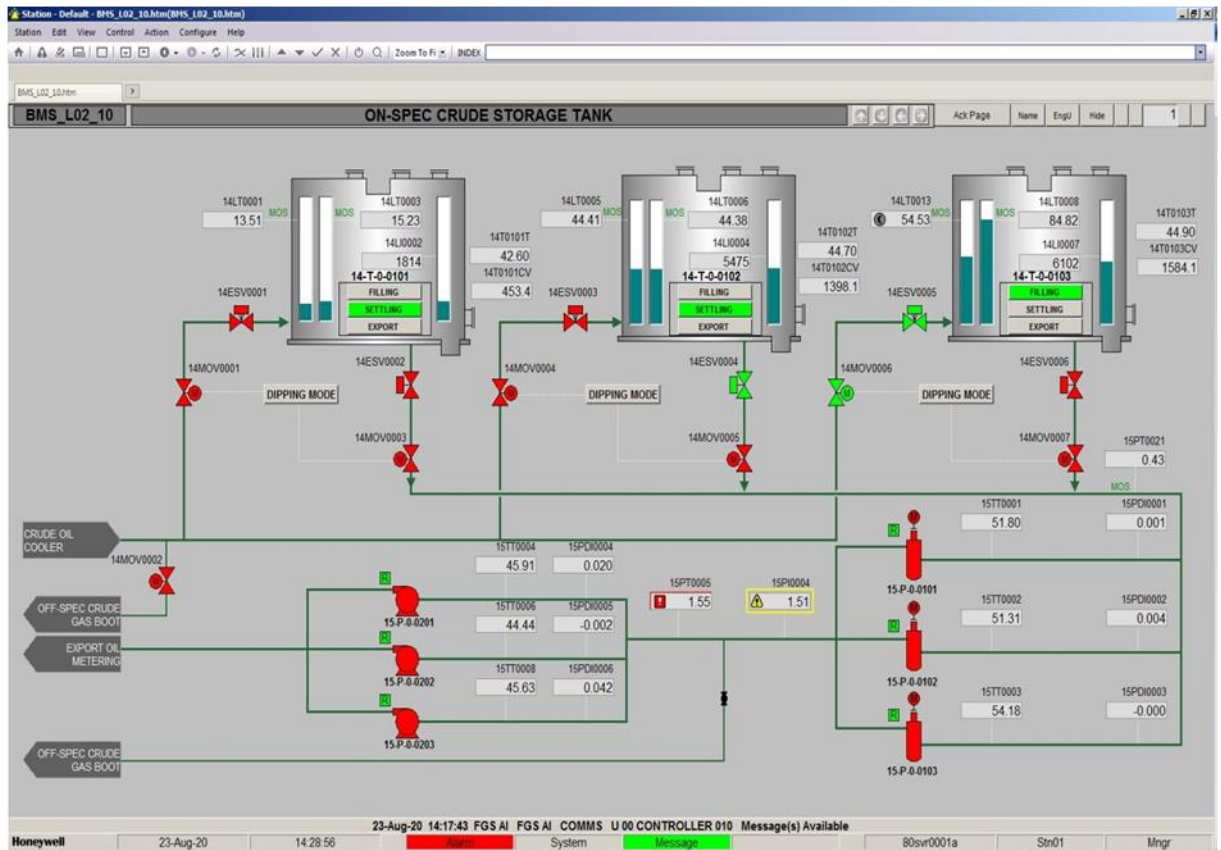 Station - Default - BMS_L02_10.htm(BMS_L02_10.htm)
Station Edit View Control Action Configure Help
Zoom To Fi INDEX
BMS_L02_10.htm
BMS_L02_10 ON-SPEC CRUDE STORAGE TANK Ack Page Name EngU Hide 1
14LT0001 13.51 MOS
MOS 14LT0003 15.23
14LI0002 1814
14-T-0-0101
FILLING
SETTLING
EXPORT
14T0101T 42.60
14T0101CV 453.4
14LT0005 44.41 MOS
MOS 14LT0006 44.38
14LI0004 5475
14-T-0-0102
FILLING
SETTLING
EXPORT
14T0102T 44.70
14T0102CV 1398.1
14LT0013 54.53 MOS
MOS 14LT0008 84.82
14LI0007 6102
14-T-0-0103
FILLING
SETTLING
EXPORT
14T0103T 44.90
14T0103CV 1584.1
14ESV0001 14ESV0003 14ESV0005
14MOV0001 14ESV0002 14MOV0004 14ESV0004 14MOV0006 14ESV0006
M DIPPING MODE M DIPPING MODE M DIPPING MODE
14MOV0003 14MOV0005 14MOV0007
M M M
15PT0021 0.43
MOS
CRUDE OIL COOLER
14MOV0002
M
OFF-SPEC CRUDE GAS BOOT
EXPORT OIL METERING
OFF-SPEC CRUDE GAS BOOT
15TT0004 15PDI0004
45.91 0.020
R 15-P-0-0201
15TT0006 15PDI0005
44.44 -0.002
R 15-P-0-0202
15TT0008 15PDI0006
45.63 0.042
R 15-P-0-0203
15PT0005 15PI0004
1.55 1.51
15TT0001 15PDI0001
51.80 0.001
R M 15-P-0-0101
15TT0002 15PDI0002
51.31 0.004
R M 15-P-0-0102
15TT0003 15PDI0003
54.18 -0.000
R M 15-P-0-0103
23-Aug-20 14:17:43 FGS AI FGS AI COMMS U 00 CONTROLLER 010 Message(s) Available
Honeywell 23-Aug-20 14:28:56 Alarm System Message 80svr0001a Stn01 Mngr